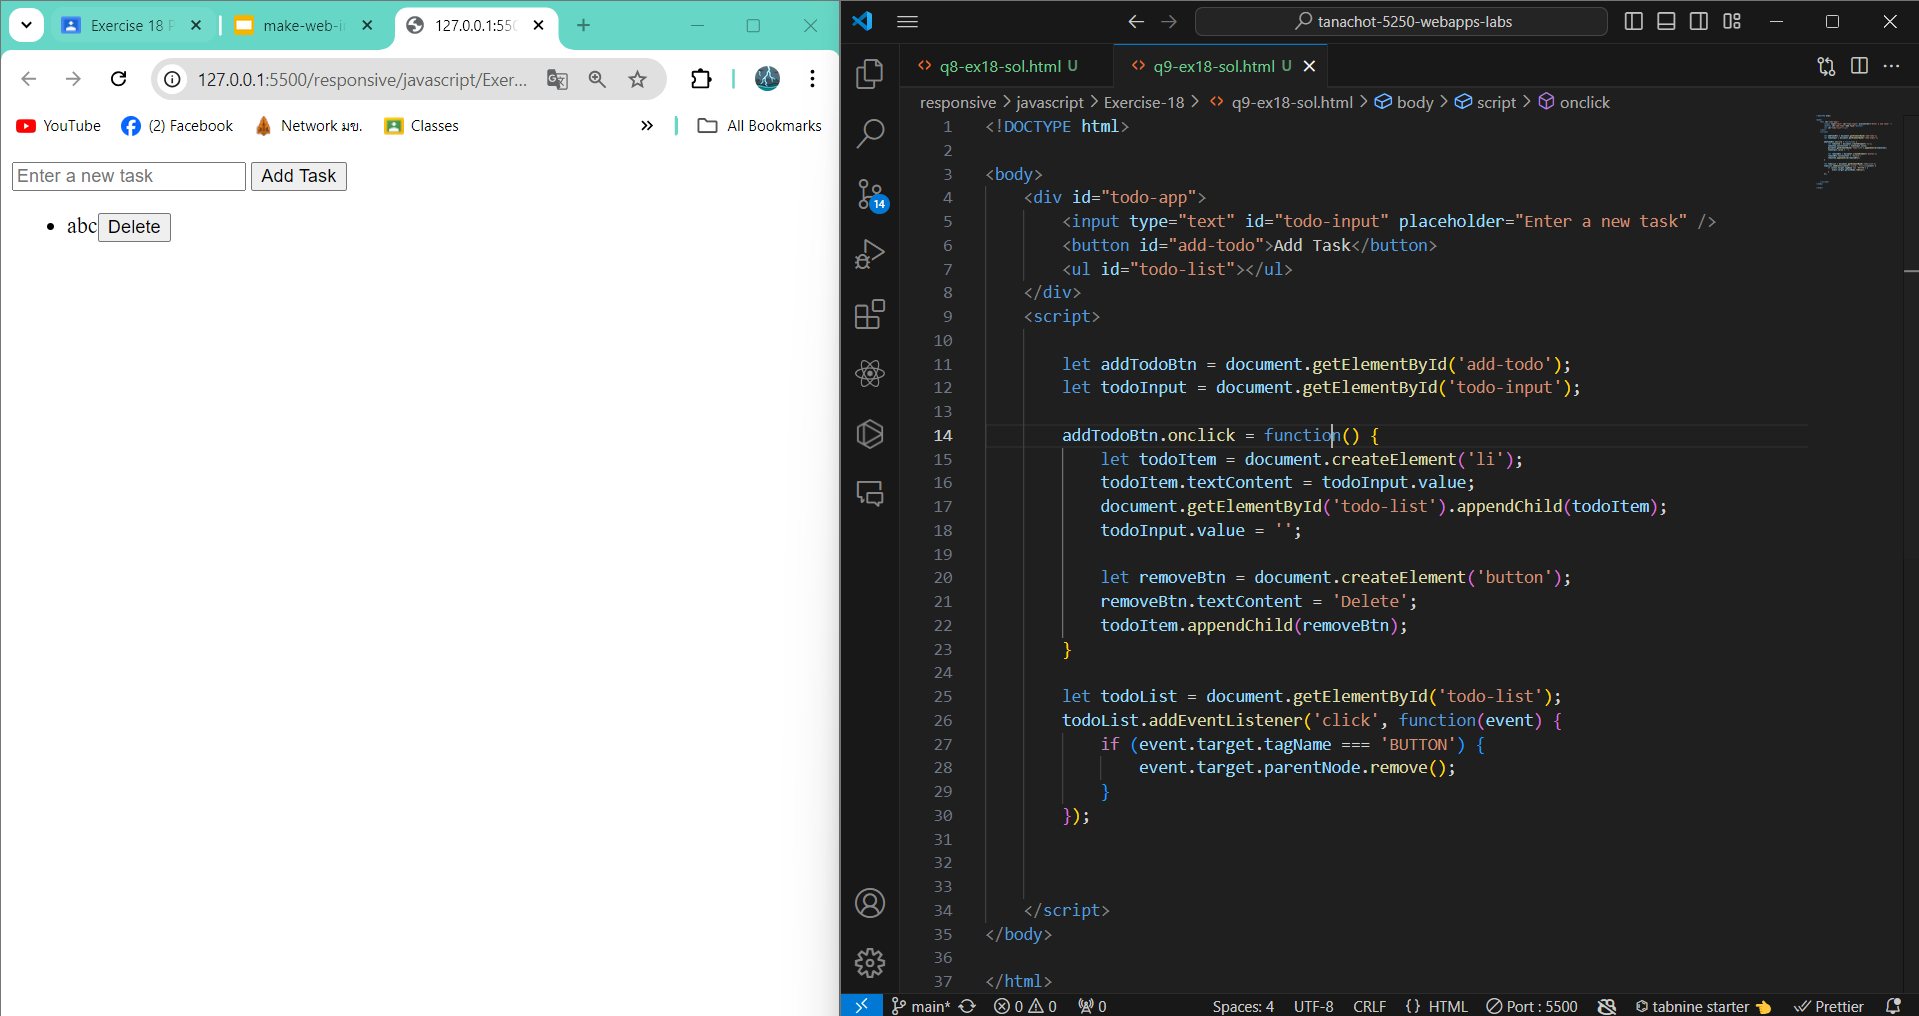 Exercise 18 P
make-web-i
127.0.0.1:550
127.0.0.1:5500/responsive/javascript/Exer...
YouTube
(2) Facebook
Network มข.
Classes
All Bookmarks
Enter a new task
Add Task
abc
Delete
tanachot-5250-webapps-labs
q8-ex18-sol.html U
q9-ex18-sol.html U
responsive > javascript > Exercise-18 > q9-ex18-sol.html > body > script > onclick
14
1 <!DOCTYPE html>
2
3 <body>
4     <div id="todo-app">
5         <input type="text" id="todo-input" placeholder="Enter a new task" />
6         <button id="add-todo">Add Task</button>
7         <ul id="todo-list"></ul>
8     </div>
9     <script>
10
11         let addTodoBtn = document.getElementById('add-todo');
12         let todoInput = document.getElementById('todo-input');
13
14         addTodoBtn.onclick = function() {
15             let todoItem = document.createElement('li');
16             todoItem.textContent = todoInput.value;
17             document.getElementById('todo-list').appendChild(todoItem);
18             todoInput.value = '';
19
20             let removeBtn = document.createElement('button');
21             removeBtn.textContent = 'Delete';
22             todoItem.appendChild(removeBtn);
23         }
24
25         let todoList = document.getElementById('todo-list');
26         todoList.addEventListener('click', function(event) {
27             if (event.target.tagName === 'BUTTON') {
28                 event.target.parentNode.remove();
29             }
30         });
31
32
33
34     </script>
35 </body>
36
37 </html>
main* 0 0 0 Spaces: 4 UTF-8 CRLF {} HTML Port : 5500 tabnine starter Prettier